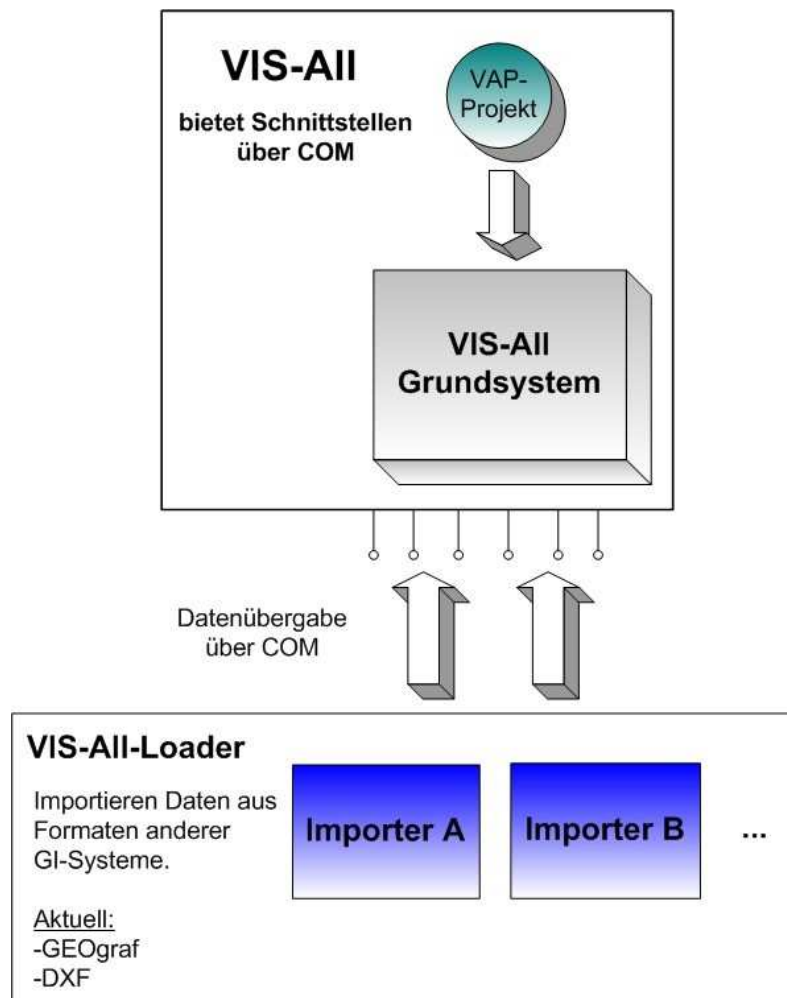 VIS-All
bietet Schnittstellen
über COM
VAP-
Projekt
VIS-All
Grundsystem
Datenübergabe
über COM
VIS-All-Loader
Importieren Daten aus
Formaten anderer
GI-Systeme.
Aktuell:
-GEOgraf
-DXF
Importer A
Importer B
...